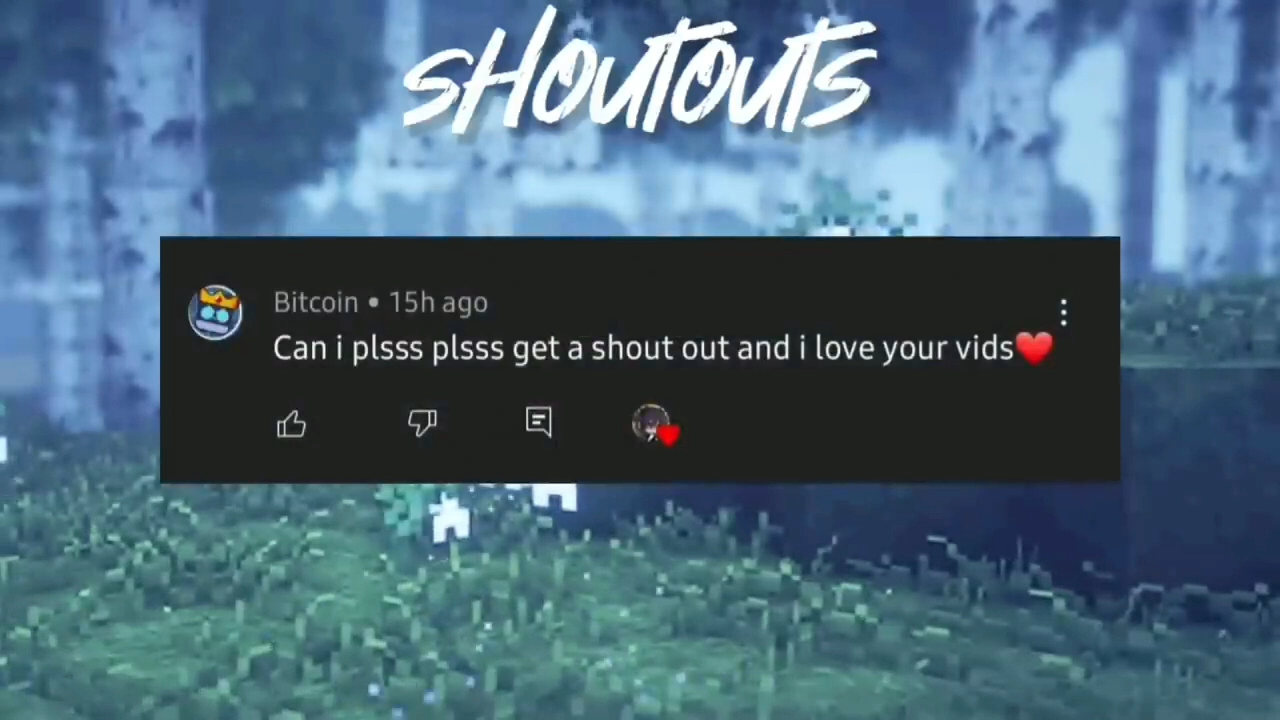 sHoutouts
Bitcoin • 15h ago
Can i plsss plsss get a shout out and i love your vids❤️